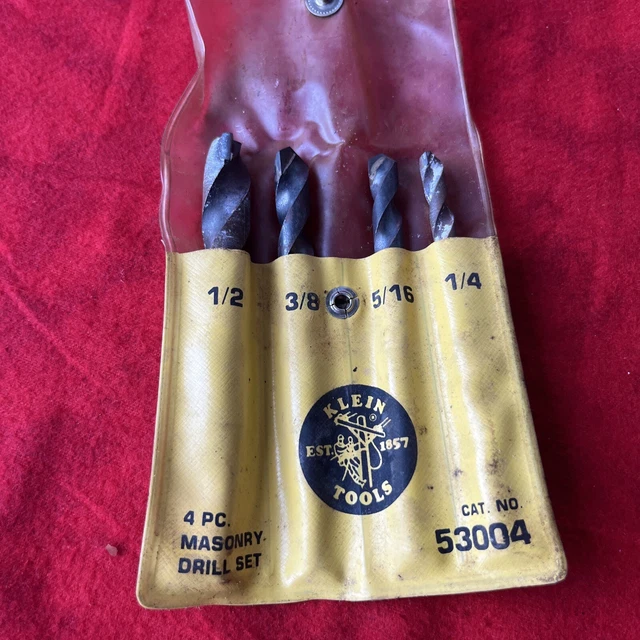 1/2 3/8 5/16 1/4
KLEIN
EST. 1857
TOOLS
4 PC.
MASONRY
DRILL SET
CAT. NO.
53004